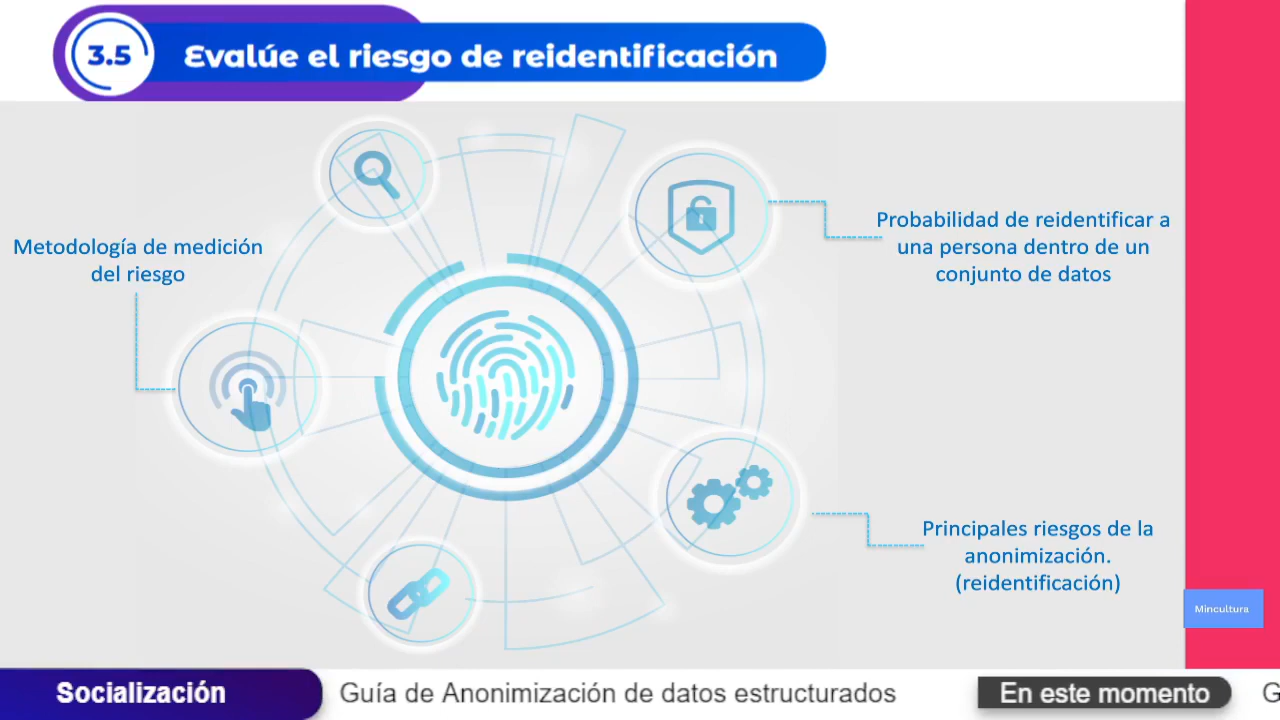 3.5
Evalúe el riesgo de reidentificación
Metodología de medición
del riesgo
Probabilidad de reidentificar a
una persona dentro de un
conjunto de datos
Principales riesgos de la
anonimización.
(reidentificación)
Mincultura
Socialización
Guía de Anonimización de datos estructurados
En este momento
G